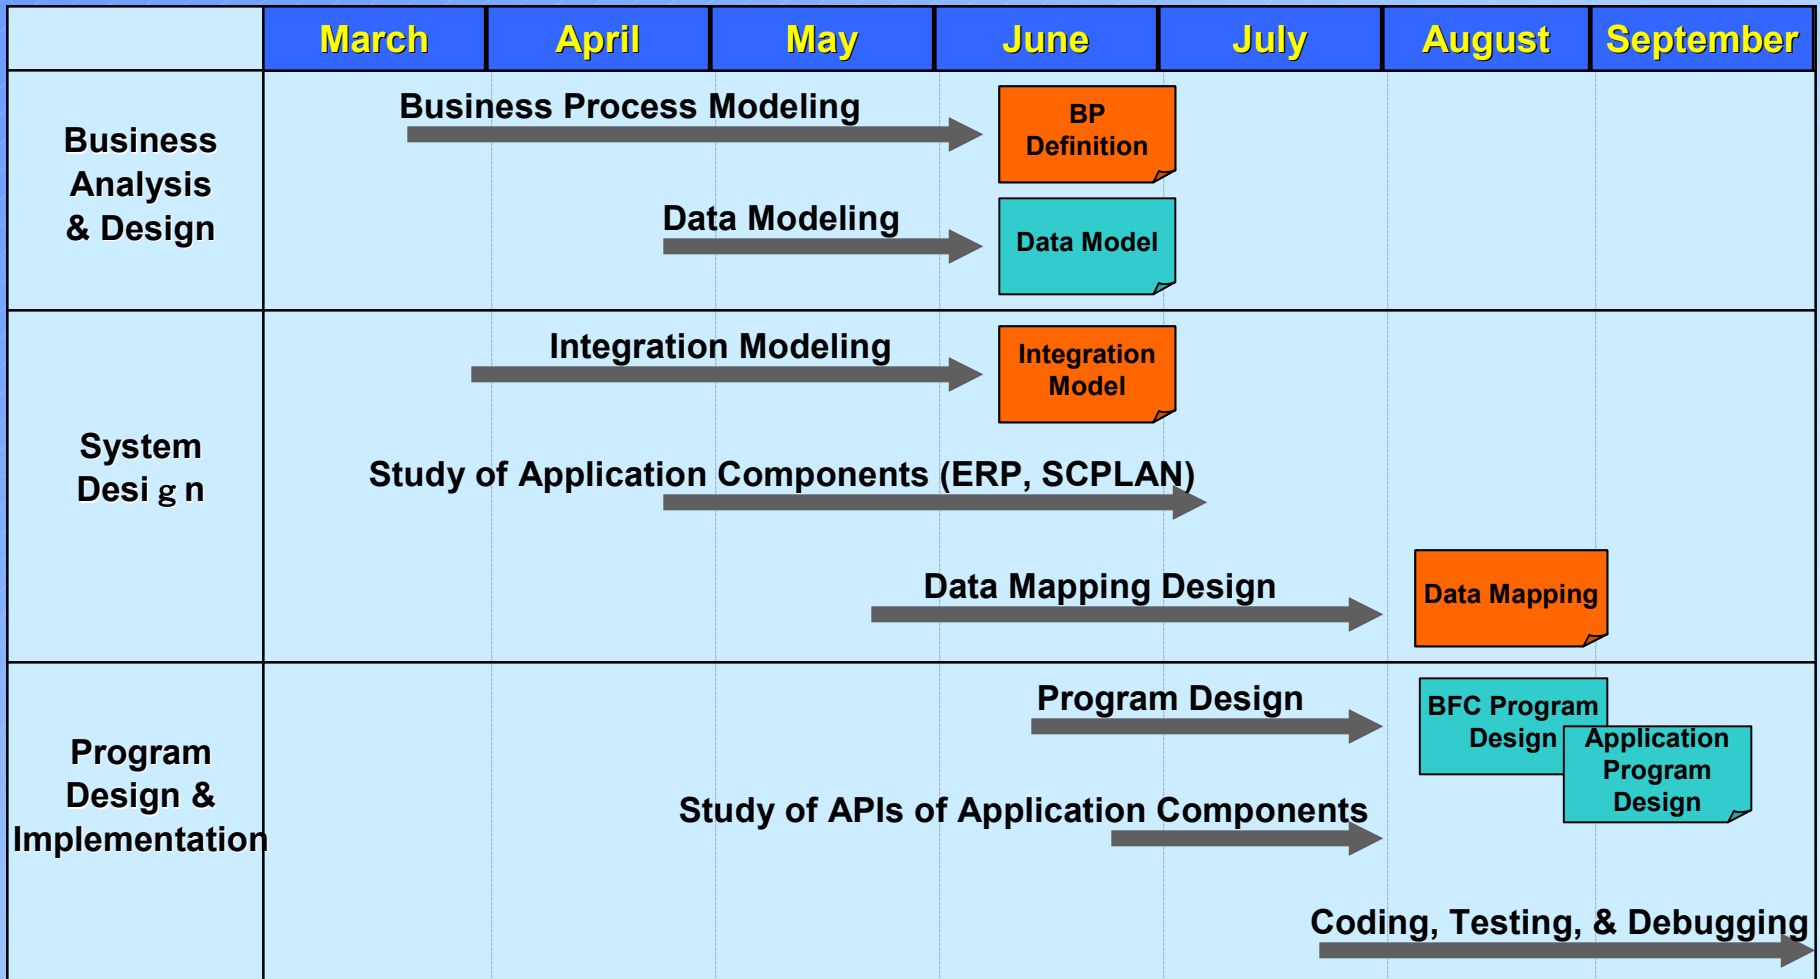 March April May June July August September
Business
Analysis
& Design
Business Process Modeling
BP
Definition
Data Modeling
Data Model
System
Desi g n
Integration Modeling
Integration
Model
Study of Application Components (ERP, SCPLAN)
Data Mapping Design
Data Mapping
Program
Design &
Implementation
Program Design
BFC Program
Design
Application
Program
Design
Study of APIs of Application Components
Coding, Testing, & Debugging